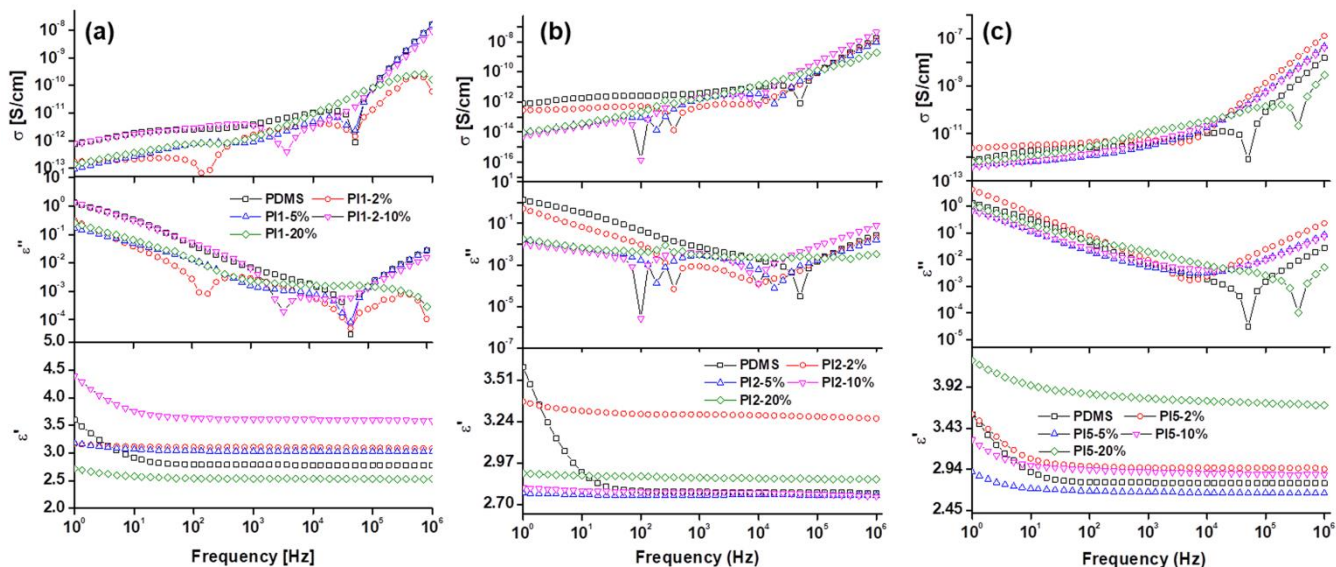 (a)
σ [S/cm]
10⁻⁸
10⁻⁹
10⁻¹⁰
10⁻¹¹
10⁻¹²
10⁻¹³
10¹
ε''
10⁰
10⁻¹
10⁻²
10⁻³
10⁻⁴
5.0
PDMS PI1-2%
PI1-5% PI1-2-10%
PI1-20%
ε'
4.5
4.0
3.5
3.0
2.5
2.0
10⁰ 10¹ 10² 10³ 10⁴ 10⁵ 10⁶
Frequency [Hz]
(b)
σ [S/cm]
10⁻⁸
10⁻¹⁰
10⁻¹²
10⁻¹⁴
10⁻¹⁶
ε''
10⁻¹
10⁻³
10⁻⁵
10⁻⁷
PDMS PI2-2%
PI2-5% PI2-10%
PI2-20%
ε'
3.51
3.24
2.97
2.70
10⁰ 10¹ 10² 10³ 10⁴ 10⁵ 10⁶
Frequency (Hz)
(c)
σ [S/cm]
10⁻⁷
10⁻⁹
10⁻¹¹
10⁻¹³
ε''
10⁰
10⁻¹
10⁻²
10⁻³
10⁻⁴
10⁻⁵
PDMS PI5-2%
PI5-5% PI5-10%
PI5-20%
ε'
3.92
3.43
2.94
2.45
10⁰ 10¹ 10² 10³ 10⁴ 10⁵ 10⁶
Frequency (Hz)